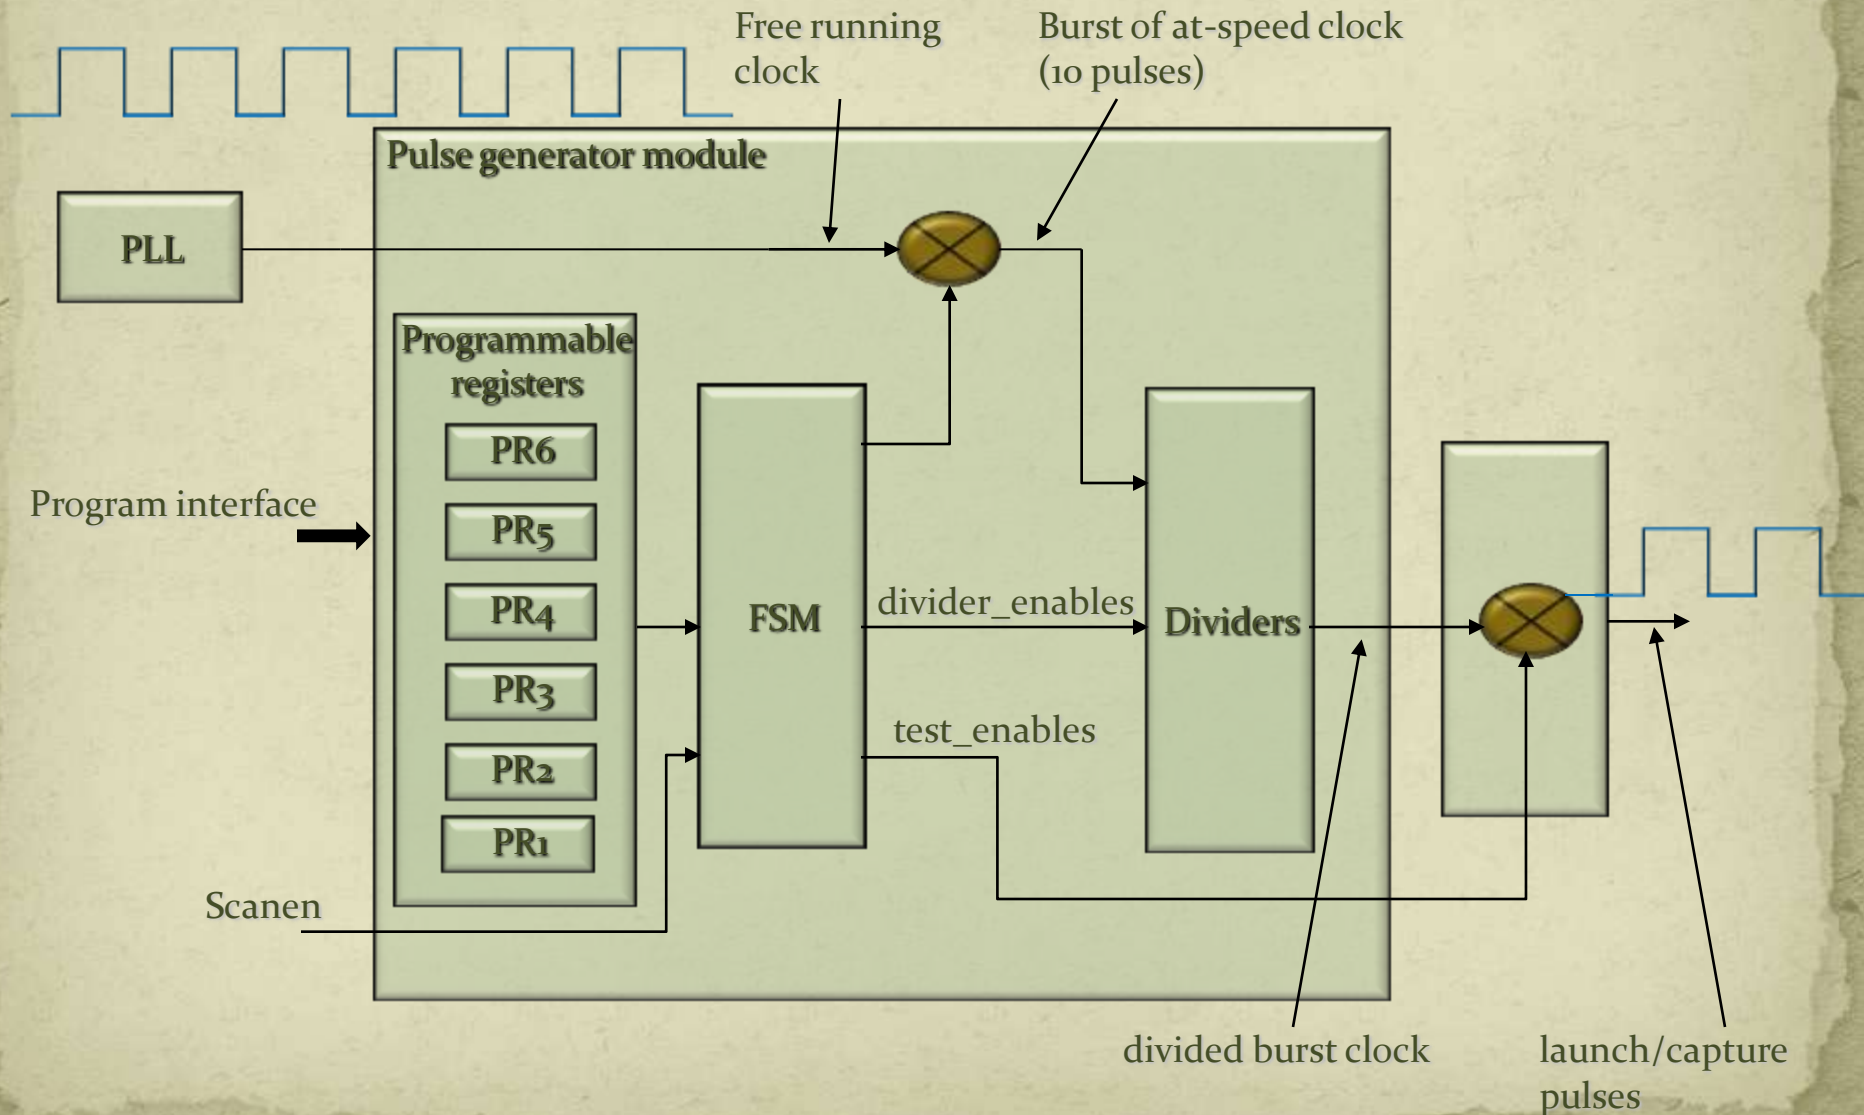 Free running
clock
Burst of at-speed clock
(10 pulses)
Pulse generator module
PLL
Programmable
registers
PR6
PR5
PR4
PR3
PR2
PR1
Program interface
Scanen
FSM
divider_enables
test_enables
Dividers
divided burst clock
launch/capture
pulses